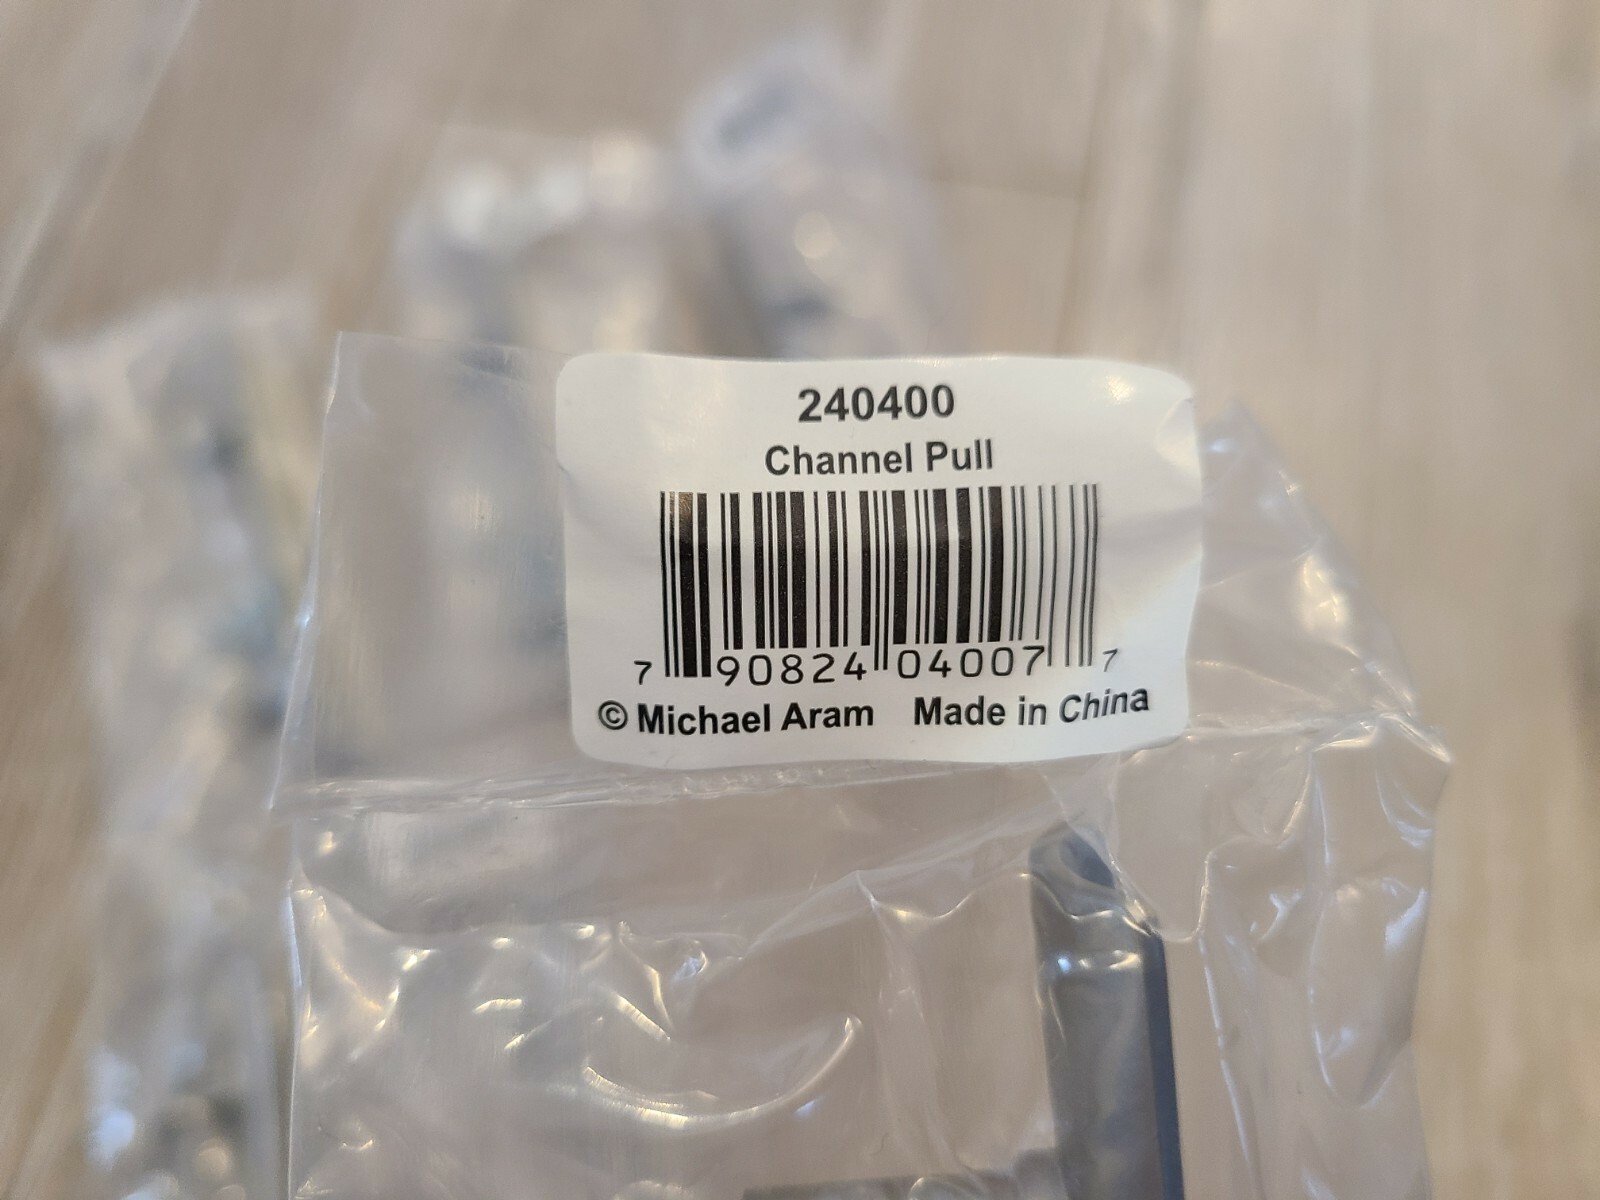 240400
Channel Pull
7 90824 04007 7
© Michael Aram Made in China